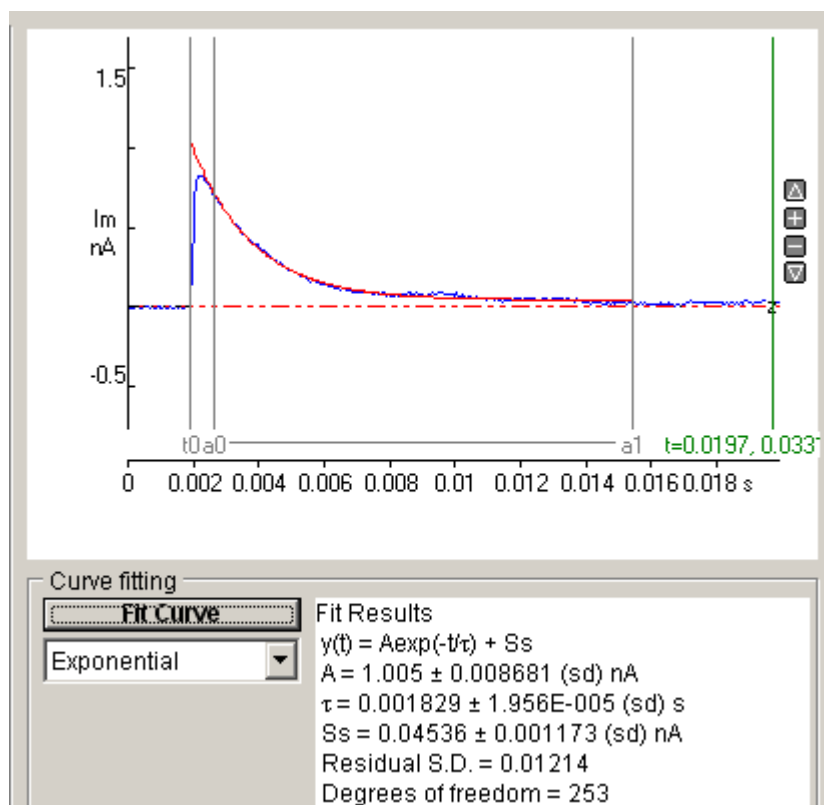 1.5
Im
nA
-0.5
t0 a0 a1 t=0.0197, 0.0331
0 0.002 0.004 0.006 0.008 0.01 0.012 0.014 0.016 0.018 s
Curve fitting
Fit Curve
Exponential
Fit Results
y(t) = Aexp(-t/τ) + Ss
A = 1.005 ± 0.008681 (sd) nA
τ = 0.001829 ± 1.956E-005 (sd) s
Ss = 0.04536 ± 0.001173 (sd) nA
Residual S.D. = 0.01214
Degrees of freedom = 253